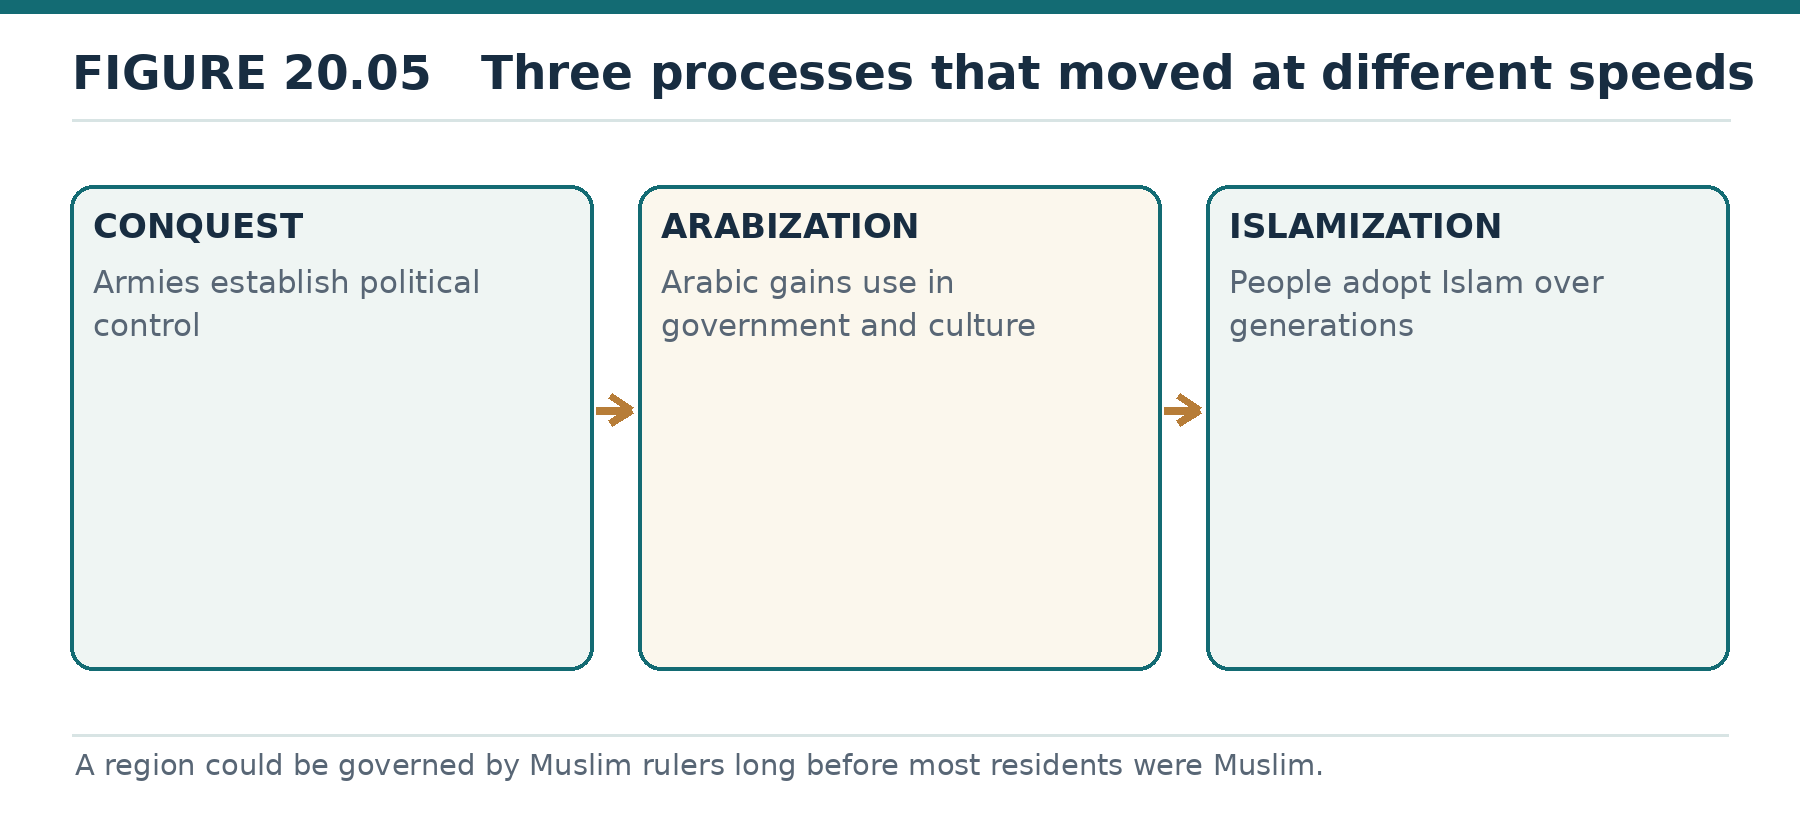 FIGURE 20.05 Three processes that moved at different speeds
CONQUEST
Armies establish political
control
ARABIZATION
Arabic gains use in
government and culture
ISLAMIZATION
People adopt Islam over
generations
A region could be governed by Muslim rulers long before most residents were Muslim.